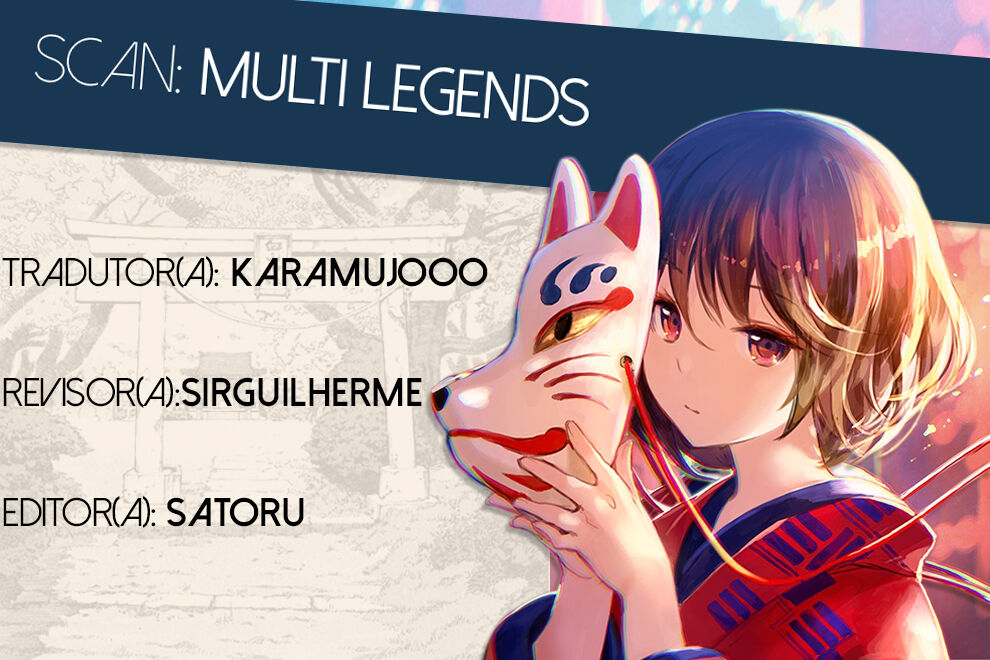 SCAN: MULTI LEGENDS
TRADUTOR(A): KARAMUJOOO
REVISOR(A):SIRGUILHERME
EDITOR(A): SATORU